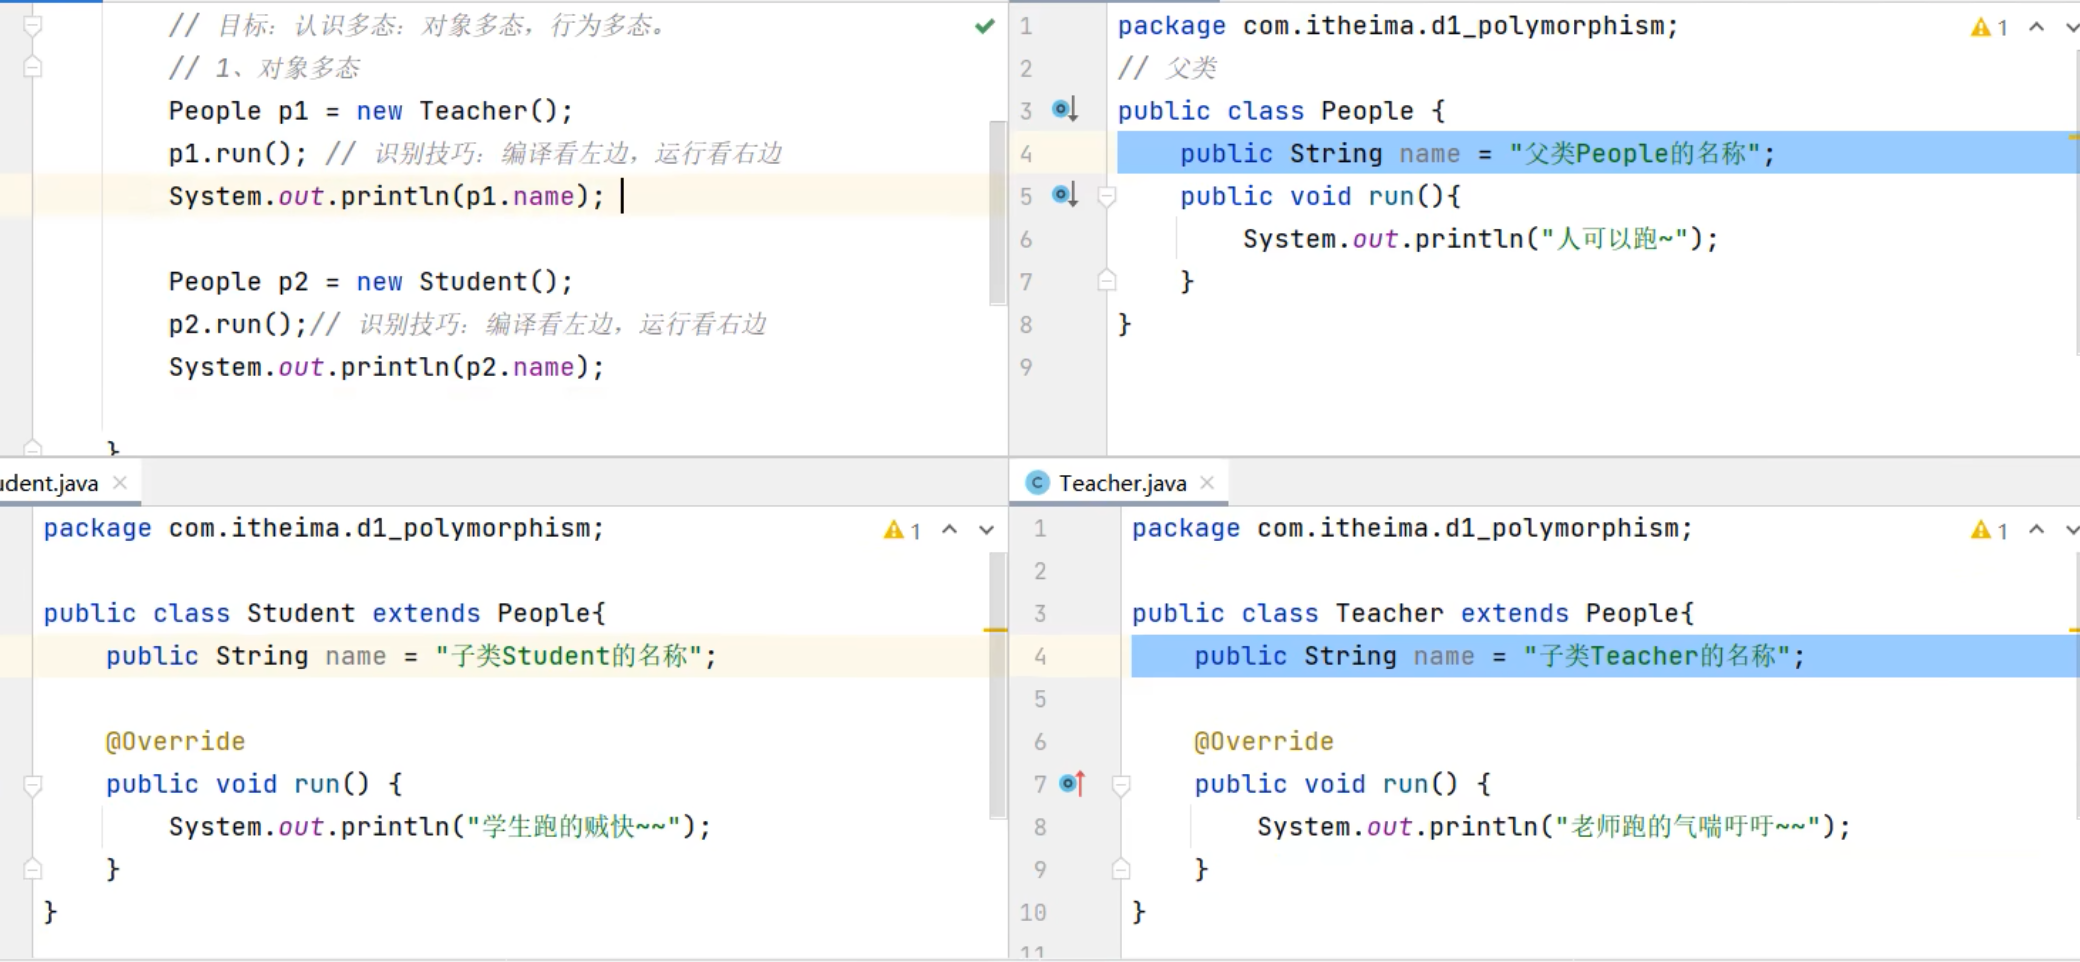 // 目标：认识多态：对象多态，行为多态。
// 1、对象多态
People p1 = new Teacher();
p1.run(); // 识别技巧：编译看左边，运行看右边
System.out.println(p1.name);
People p2 = new Student();
p2.run();// 识别技巧：编译看左边，运行看右边
System.out.println(p2.name);
}
1 package com.itheima.d1_polymorphism; 1
2 // 父类
3 public class People {
4 public String name = "父类People的名称";
5 public void run(){
6 System.out.println("人可以跑~");
7 }
8 }
9
udent.java
package com.itheima.d1_polymorphism; 1
public class Student extends People{
public String name = "子类Student的名称";
@Override
public void run() {
System.out.println("学生跑的贼快~~");
}
}
C Teacher.java
1 package com.itheima.d1_polymorphism; 1
2
3 public class Teacher extends People{
4 public String name = "子类Teacher的名称";
5
6 @Override
7 public void run() {
8 System.out.println("老师跑的气喘吁吁~~");
9 }
10 }
11